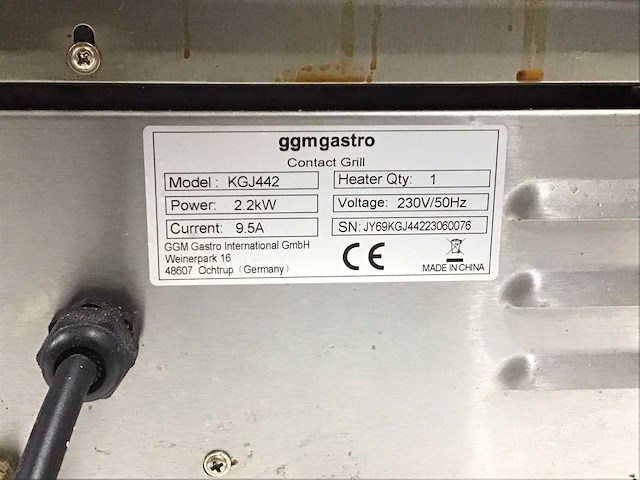 ggmgastro
Contact Grill
Model : KGJ442
Heater Qty: 1
Power: 2.2kW
Voltage: 230V/50Hz
Current: 9.5A
SN: JY69KGJ44223060076
GGM Gastro International GmbH
Weinerpark 16
48607 Ochtrup (Germany)
CE
MADE IN CHINA